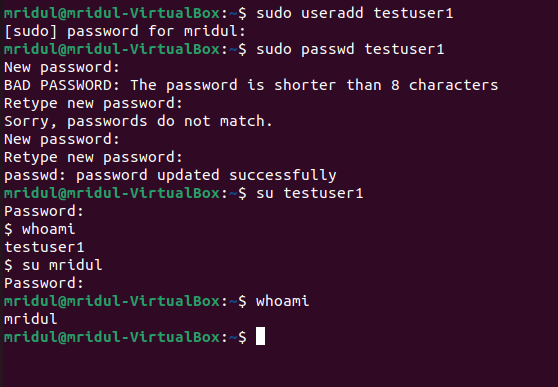 mridul@mridul-VirtualBox:~$ sudo useradd testuser1
[sudo] password for mridul:
mridul@mridul-VirtualBox:~$ sudo passwd testuser1
New password:
BAD PASSWORD: The password is shorter than 8 characters
Retype new password:
Sorry, passwords do not match.
New password:
Retype new password:
passwd: password updated successfully
mridul@mridul-VirtualBox:~$ su testuser1
Password:
$ whoami
testuser1
$ su mridul
Password:
mridul@mridul-VirtualBox:~$ whoami
mridul
mridul@mridul-VirtualBox:~$